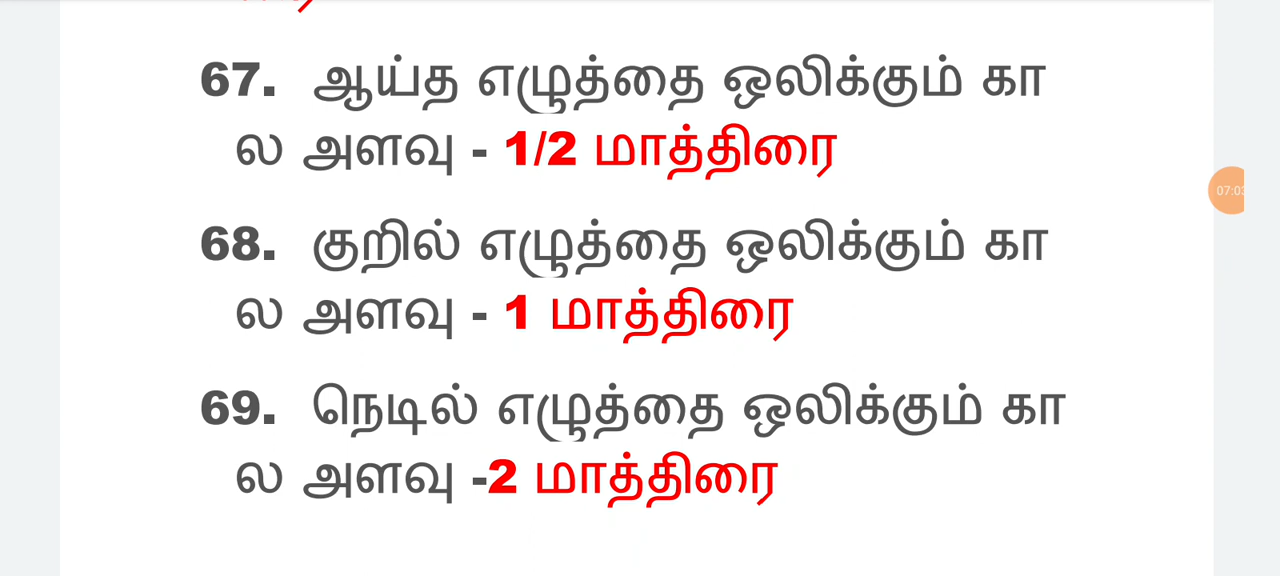 67. ஆய்த எழுத்தை ஒலிக்கும் கா
ல அளவு - 1/2 மாத்திரை
68. குறில் எழுத்தை ஒலிக்கும் கா
ல அளவு - 1 மாத்திரை
69. நெடில் எழுத்தை ஒலிக்கும் கா
ல அளவு -2 மாத்திரை